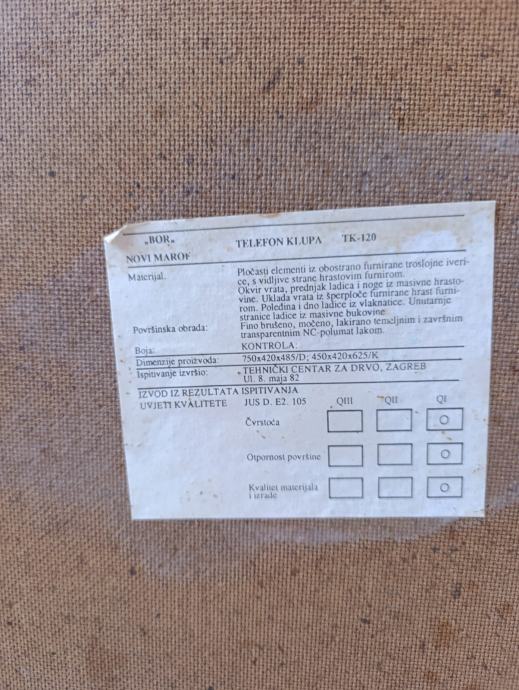 „BOR„ TELEFON KLUPA TK-120
NOVI MAROF
Materijal. Pločasti elementi iz obostrano furnirane troslojne iveri-
ce, s vidljive strane hrastovim furnirom.
Okvir vrata, prednjak ladica i noge iz masivne hrasto-
vine. Uklada vrata iz šperploče furnirane hrast furni-
rom. Poleđina i dno ladice iz vlaknatice. Unutarnje
stranice ladice iz masivne bukovine
Površinska obrada: Fino brušeno, močeno, lakirano temeljnim i završnim
transparentnim NC-polumat lakom.
Boja: KONTROLA.
Dimenzije proizvoda: 750x420x485/D; 450x420x625/K
Ispitivanje izvršio: TEHNIČKI CENTAR ZA DRVO, ZAGREB
Ul. 8. maja 82
IZVOD IZ REZULTATA ISPITIVANJA
UVJETI KVALITETE JUS D. E2. 105 QIII QII QI
Čvrstoća
Otpornost površine
Kvalitet materijala
i izrade